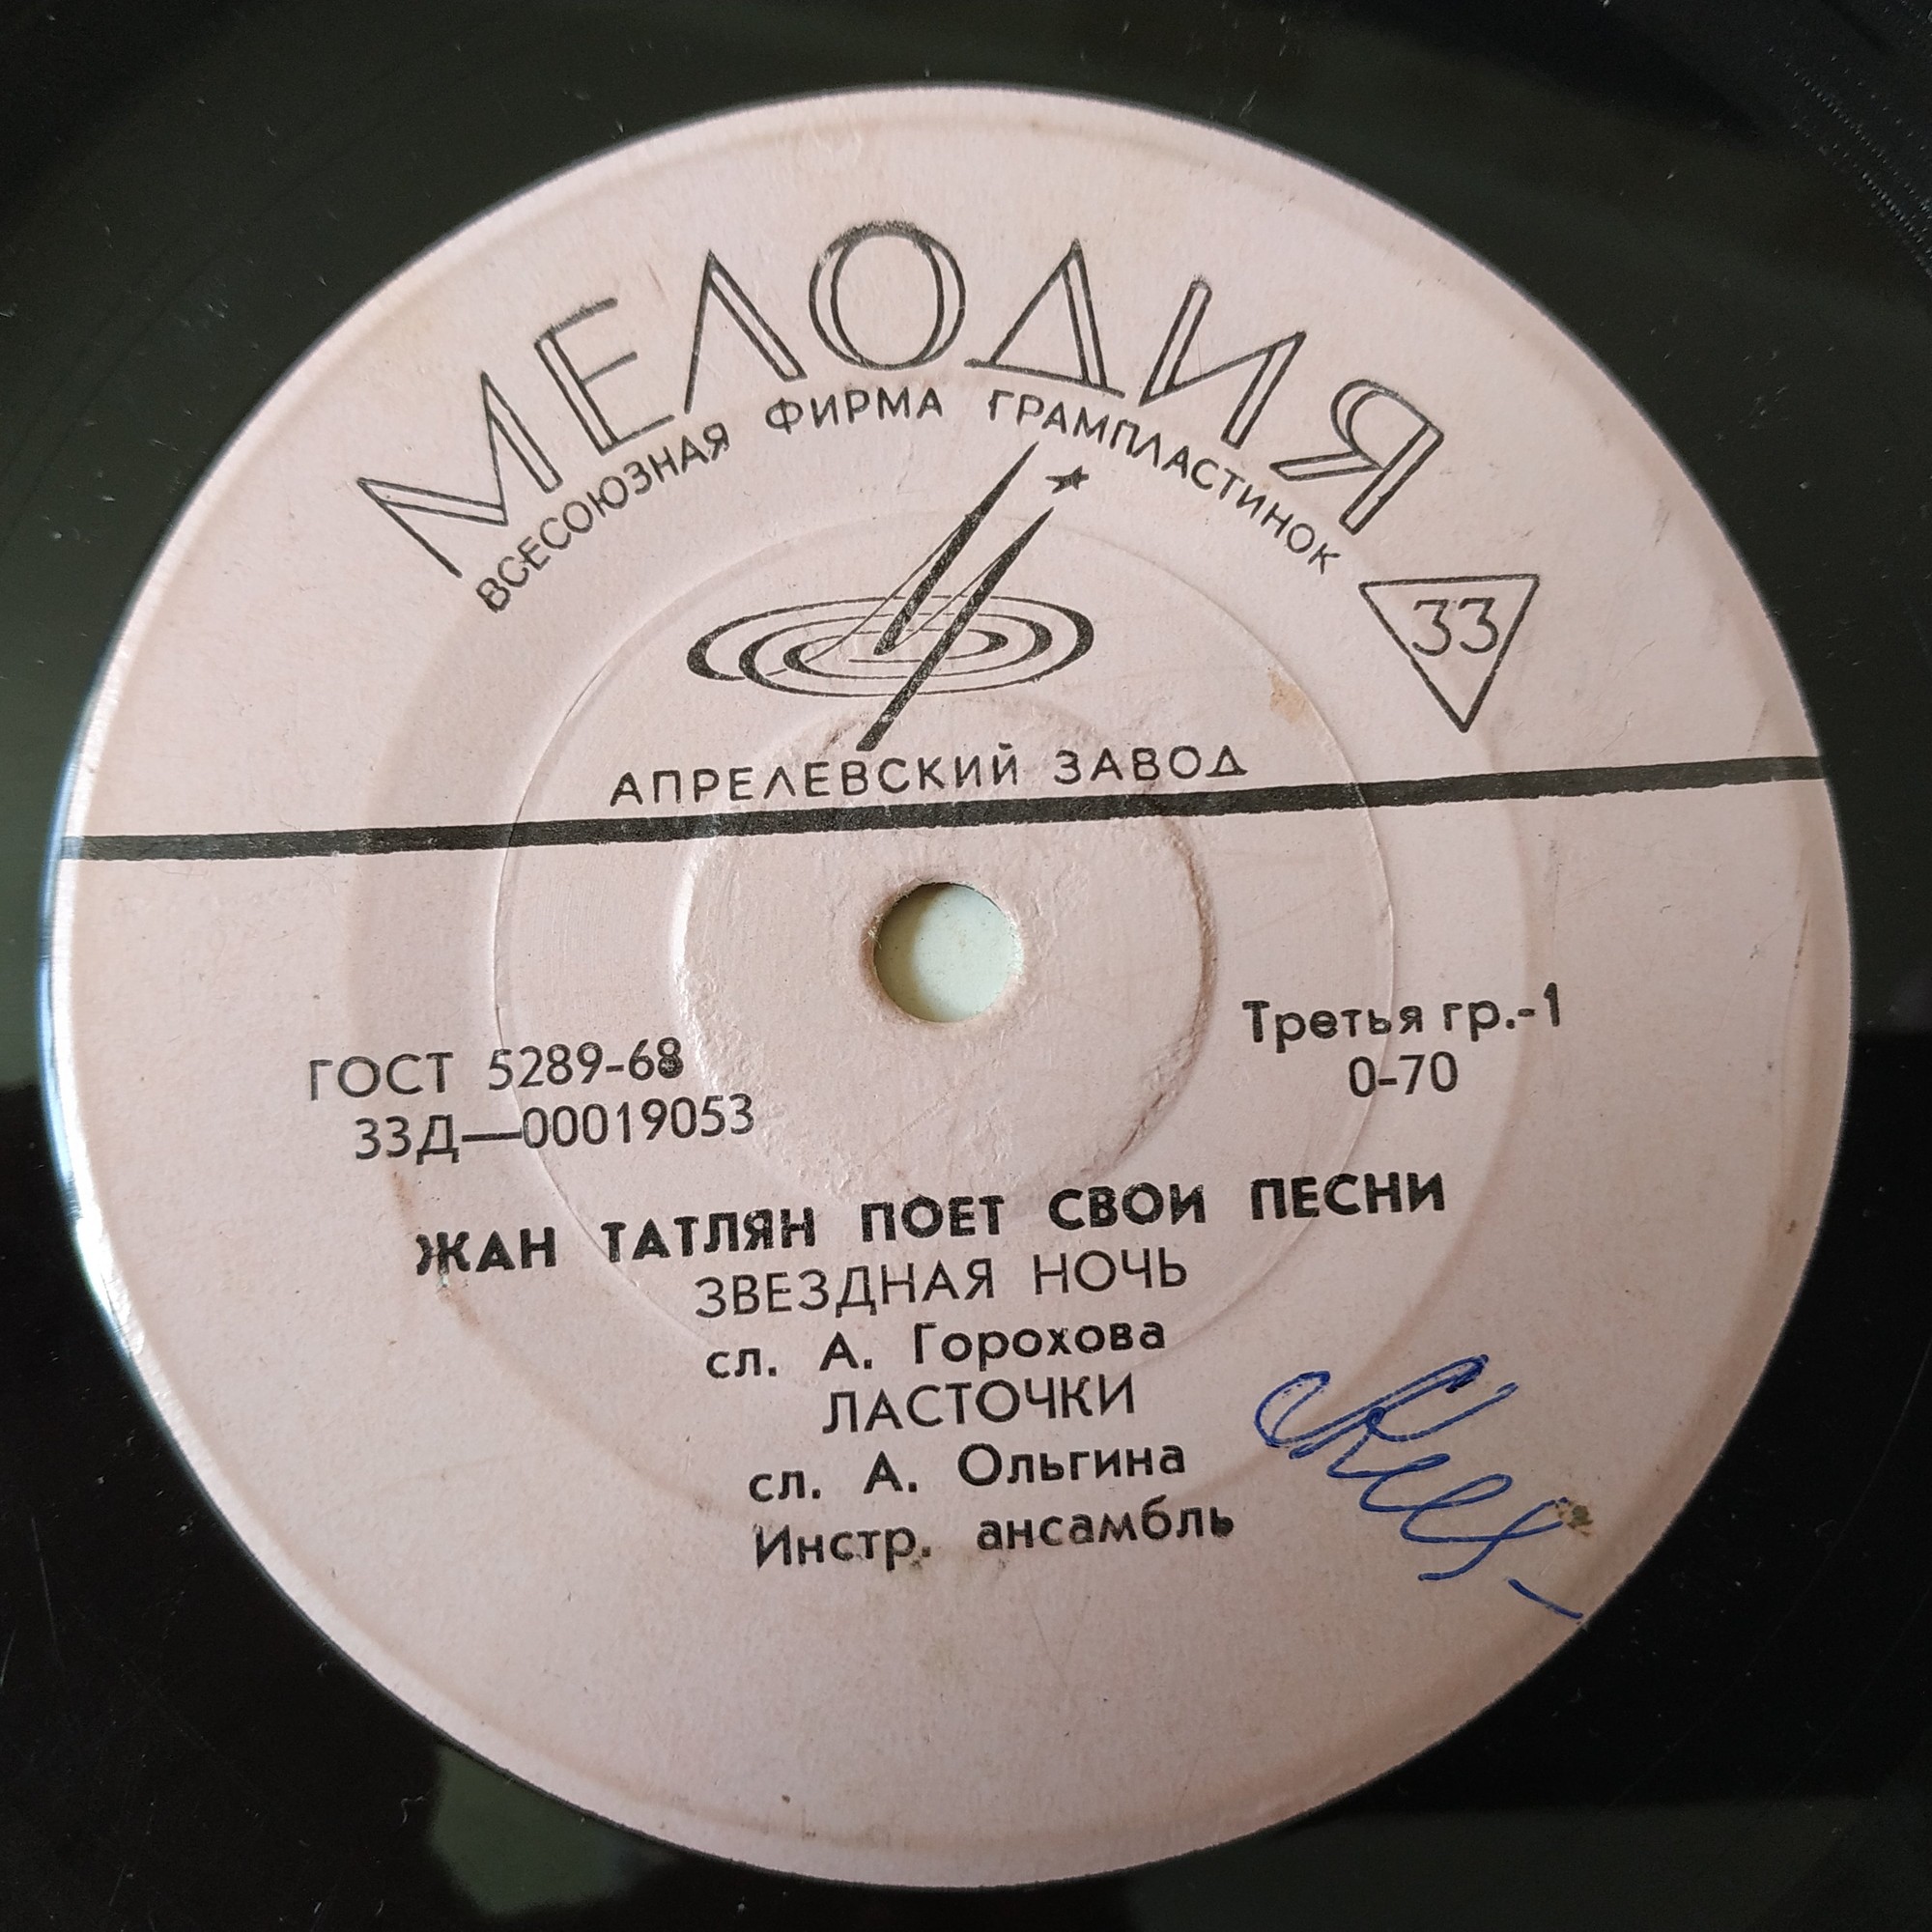 МЕЛОДИЯ
ВСЕСОЮЗНАЯ ФИРМА ГРАМПЛАСТИНОК
33
АПРЕЛЕВСКИЙ ЗАВОД
ГОСТ 5289-68
33Д—00019053
Третья гр.-1
0-70
ЖАН ТАТЛЯН ПОЕТ СВОИ ПЕСНИ
ЗВЕЗДНАЯ НОЧЬ
сл. А. Горохова
ЛАСТОЧКИ
сл. А. Ольгина
Инстр. ансамбль